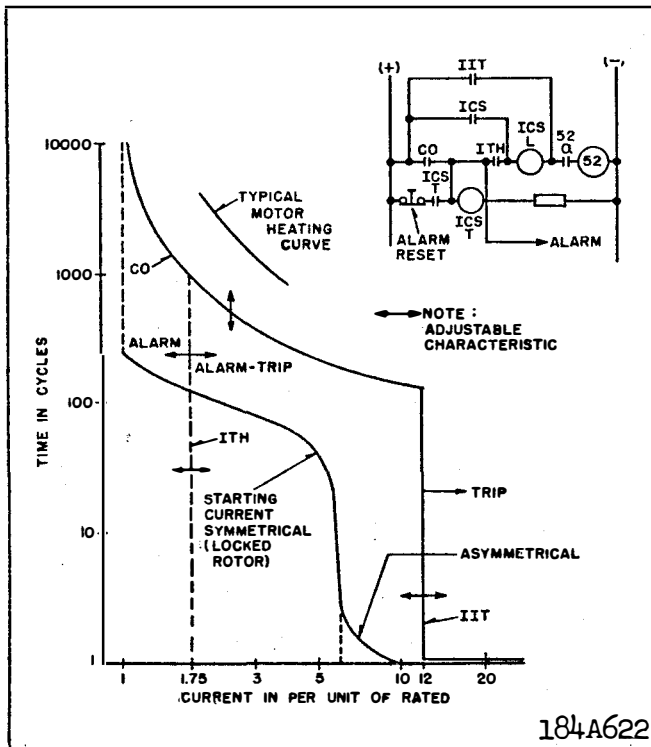 (+)
(-)
IIT
ICS
CO
ITH
ICS
L
52
a
52
ICS
T
T
ICS
T
ALARM
RESET
ALARM
10000
1000
100
10
1
TIME IN CYCLES
TYPICAL
MOTOR
HEATING
CURVE
CO
NOTE :
ADJUSTABLE
CHARACTERISTIC
ALARM
ALARM-TRIP
ITH
STARTING
CURRENT
SYMMETRICAL
(LOCKED
ROTOR)
TRIP
ASYMMETRICAL
IIT
1
1.75
3
5
10
12
20
CURRENT IN PER UNIT OF RATED
184A622